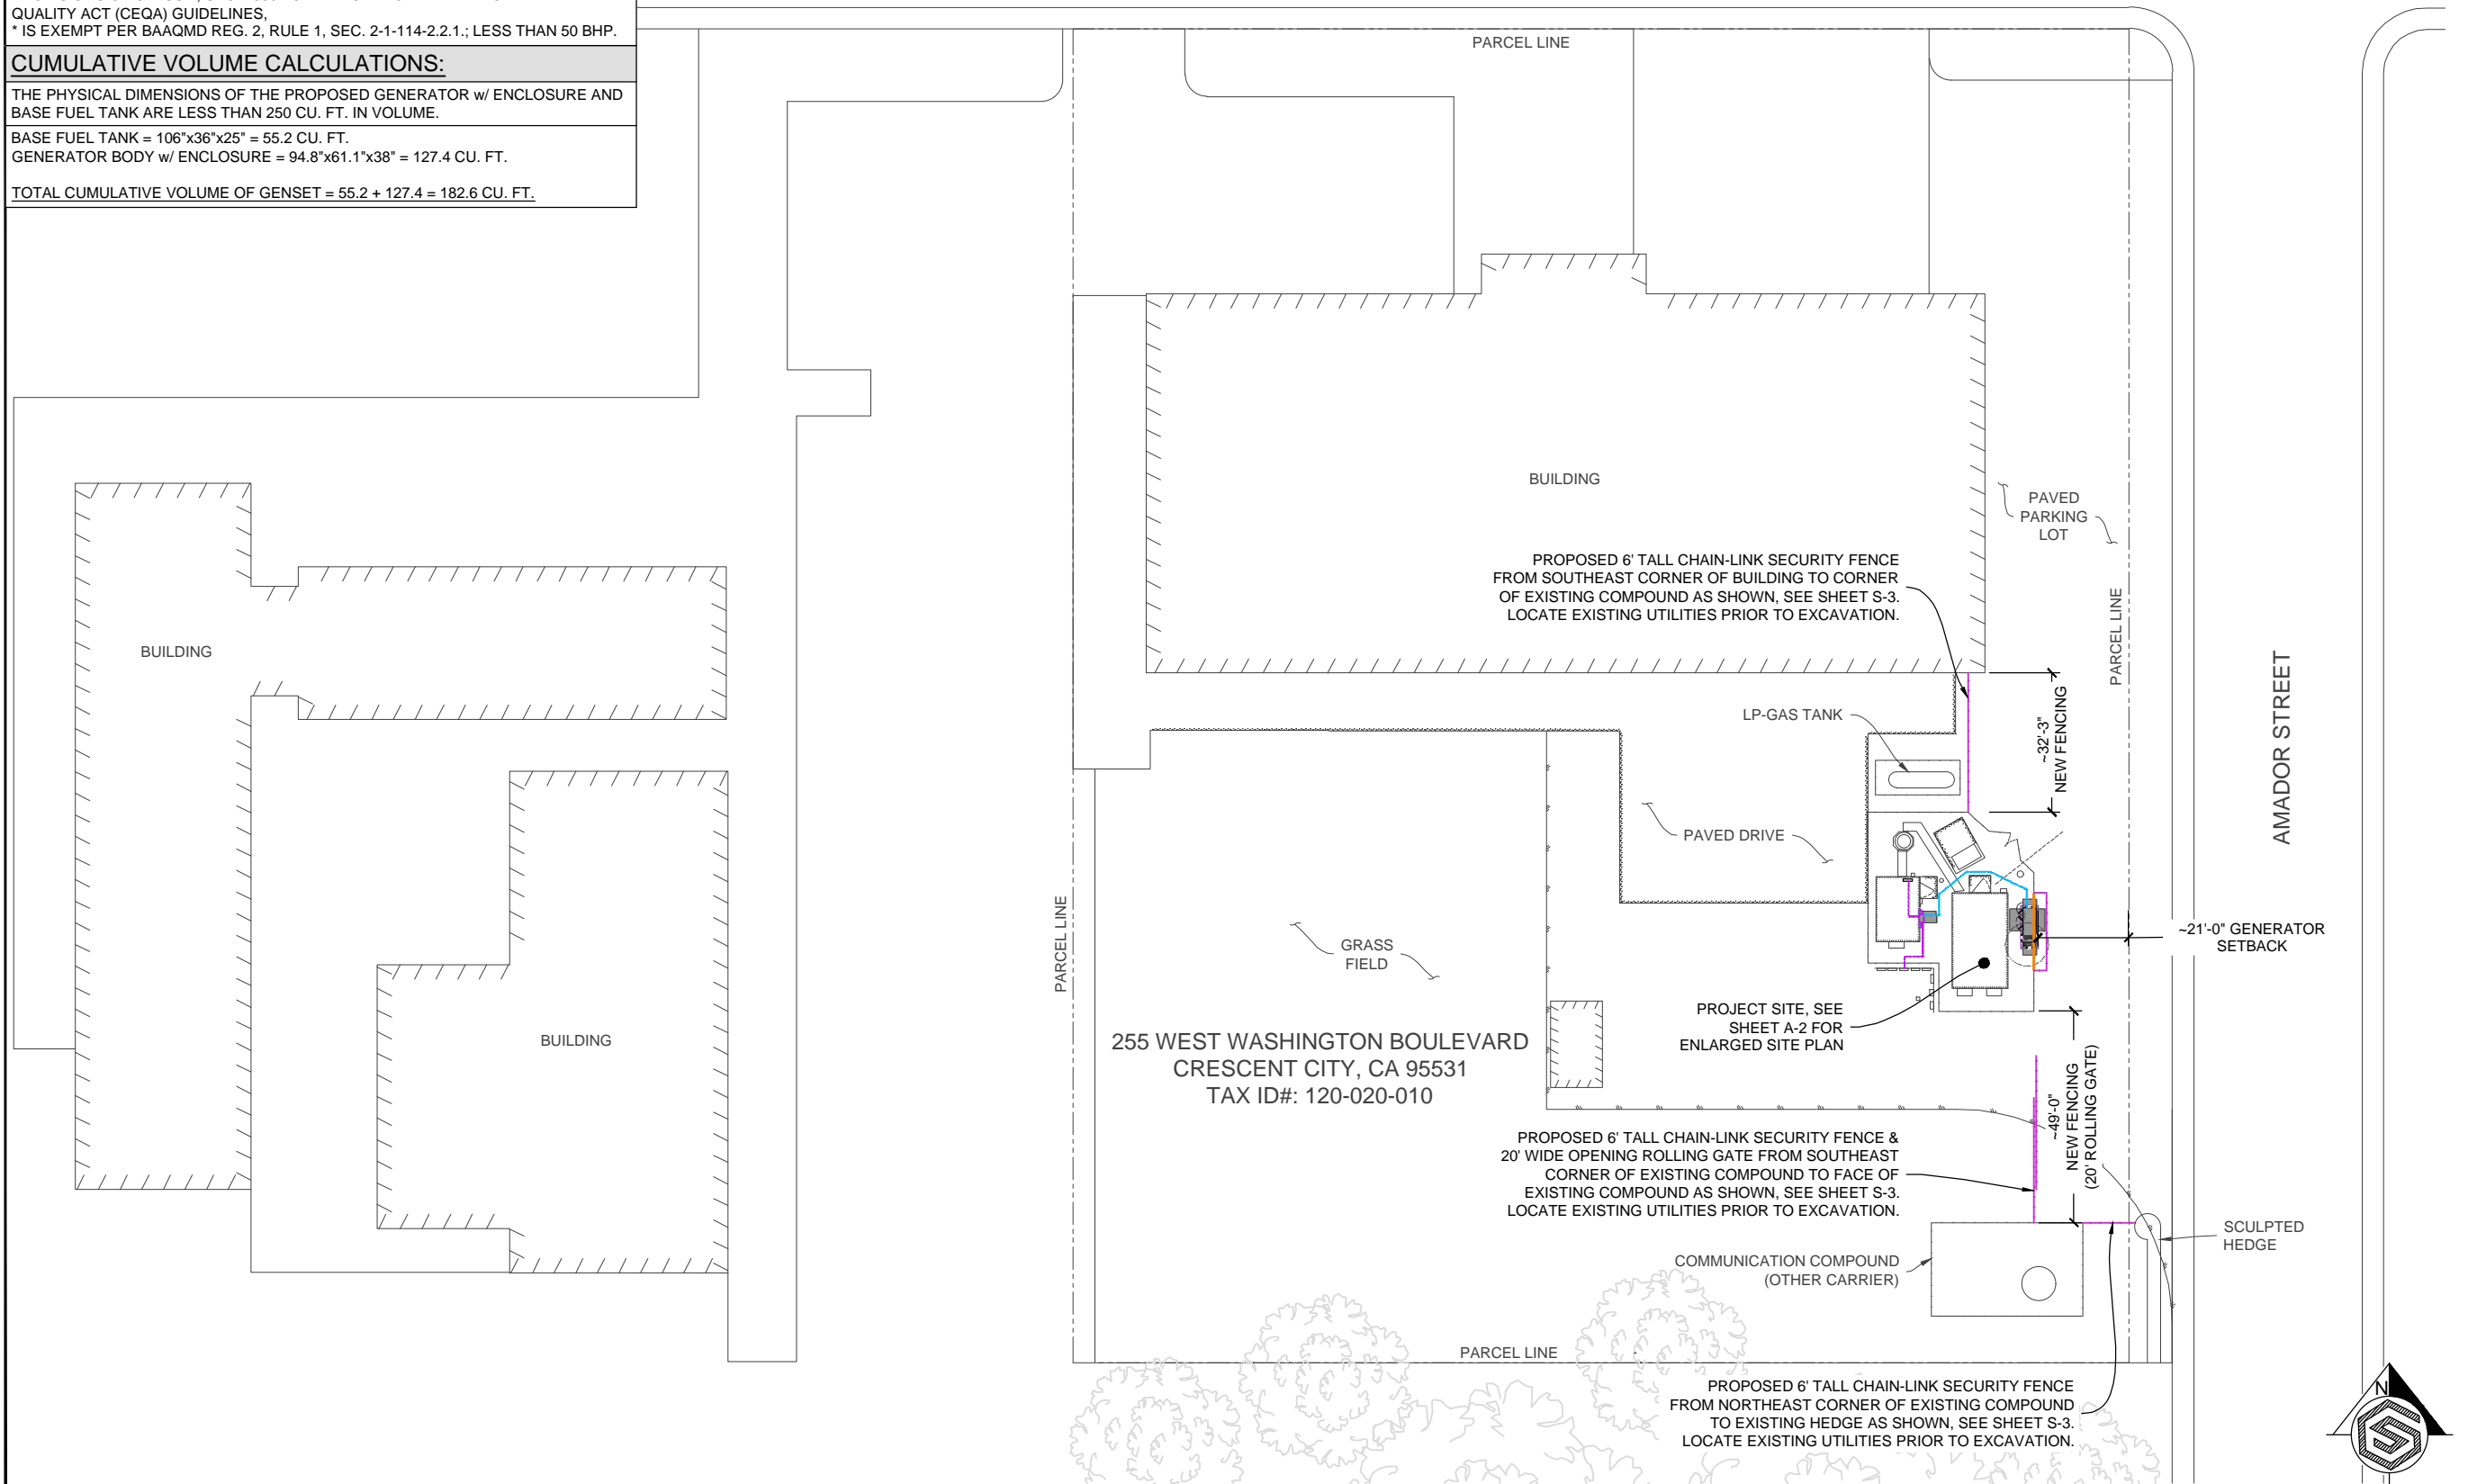 QUALITY ACT (CEQA) GUIDELINES,
* IS EXEMPT PER BAAQMD REG. 2, RULE 1, SEC. 2-1-114-2.2.1.; LESS THAN 50 BHP.
CUMULATIVE VOLUME CALCULATIONS:
THE PHYSICAL DIMENSIONS OF THE PROPOSED GENERATOR w/ ENCLOSURE AND
BASE FUEL TANK ARE LESS THAN 250 CU. FT. IN VOLUME.
BASE FUEL TANK = 106"x36"x25" = 55.2 CU. FT.
GENERATOR BODY w/ ENCLOSURE = 94.8"x61.1"x38" = 127.4 CU. FT.
TOTAL CUMULATIVE VOLUME OF GENSET = 55.2 + 127.4 = 182.6 CU. FT.
PARCEL LINE
BUILDING
PAVED
PARKING
LOT
PROPOSED 6' TALL CHAIN-LINK SECURITY FENCE
FROM SOUTHEAST CORNER OF BUILDING TO CORNER
OF EXISTING COMPOUND AS SHOWN, SEE SHEET S-3.
LOCATE EXISTING UTILITIES PRIOR TO EXCAVATION.
PARCEL LINE
BUILDING
AMADOR STREET
LP-GAS TANK
~32'-3"
NEW FENCING
PAVED DRIVE
PARCEL LINE
GRASS
FIELD
~21'-0" GENERATOR
SETBACK
PROJECT SITE, SEE
SHEET A-2 FOR
ENLARGED SITE PLAN
BUILDING
255 WEST WASHINGTON BOULEVARD
CRESCENT CITY, CA 95531
TAX ID#: 120-020-010
~49'-0"
NEW FENCING
(20' ROLLING GATE)
PROPOSED 6' TALL CHAIN-LINK SECURITY FENCE &
20' WIDE OPENING ROLLING GATE FROM SOUTHEAST
CORNER OF EXISTING COMPOUND TO FACE OF
EXISTING COMPOUND AS SHOWN, SEE SHEET S-3.
LOCATE EXISTING UTILITIES PRIOR TO EXCAVATION.
SCULPTED
HEDGE
COMMUNICATION COMPOUND
(OTHER CARRIER)
PARCEL LINE
PROPOSED 6' TALL CHAIN-LINK SECURITY FENCE
FROM NORTHEAST CORNER OF EXISTING COMPOUND
TO EXISTING HEDGE AS SHOWN, SEE SHEET S-3.
LOCATE EXISTING UTILITIES PRIOR TO EXCAVATION.
N